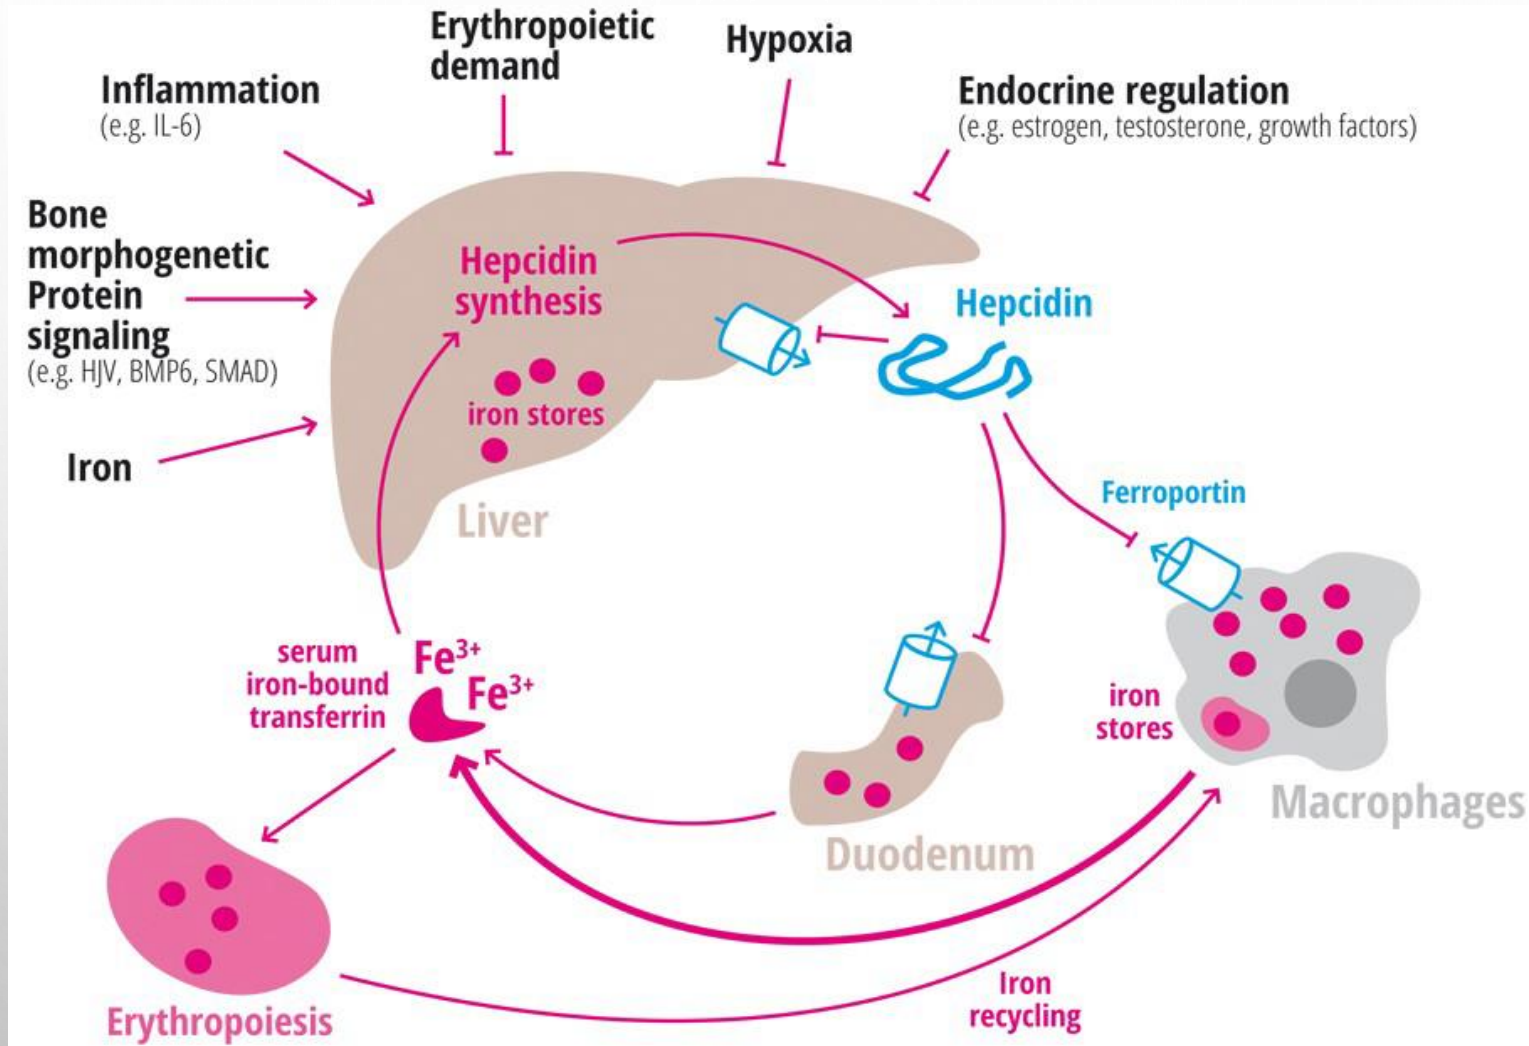 Erythropoietic
demand
Hypoxia
Inflammation
(e.g. IL-6)
Endocrine regulation
(e.g. estrogen, testosterone, growth factors)
Bone
morphogenetic
Protein
signaling
(e.g. HJV, BMP6, SMAD)
Hepcidin
synthesis
Hepcidin
iron stores
Iron
Liver
Ferroportin
serum
iron-bound
transferrin
Fe³⁺
Fe³⁺
iron
stores
Macrophages
Duodenum
Erythropoiesis
Iron
recycling